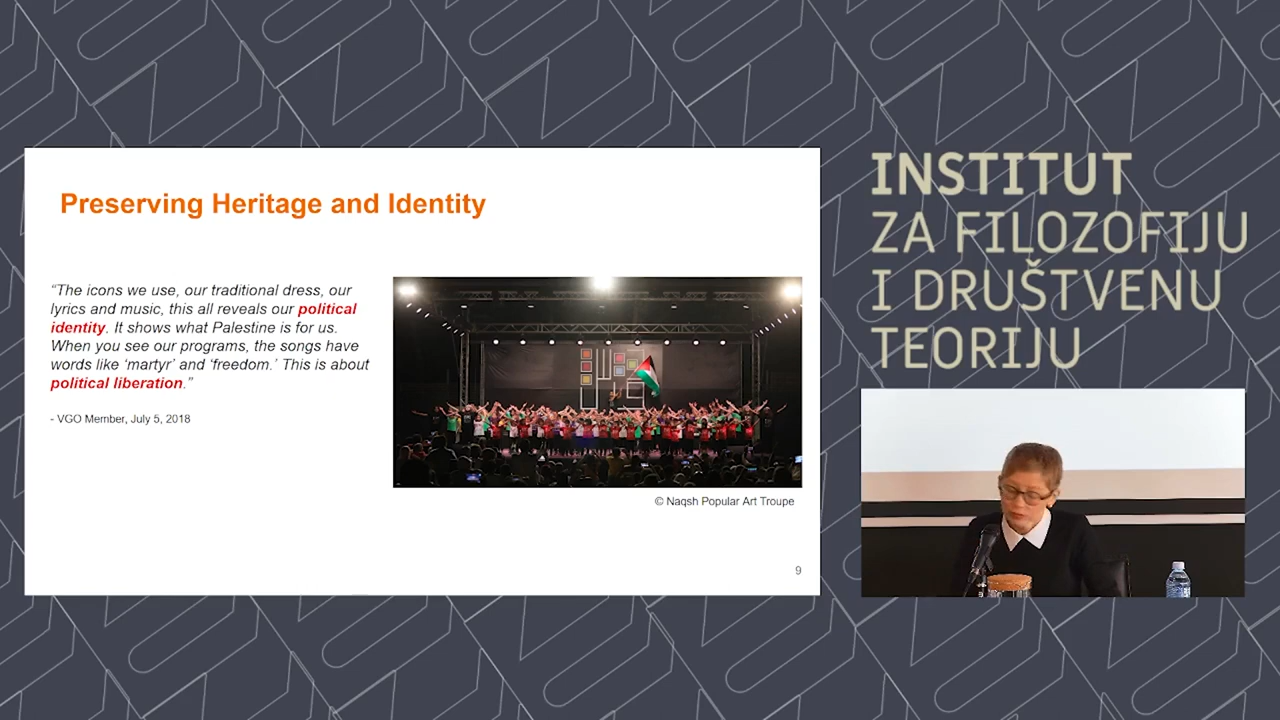 Preserving Heritage and Identity
“The icons we use, our traditional dress, our
lyrics and music, this all reveals our political
identity. It shows what Palestine is for us.
When you see our programs, the songs have
words like ‘martyr’ and ‘freedom.’ This is about
political liberation.”
- VGO Member, July 5, 2018
© Naqsh Popular Art Troupe
9
INSTITUT
ZA FILOZOFIJU
I DRUŠTVENU
TEORIJU